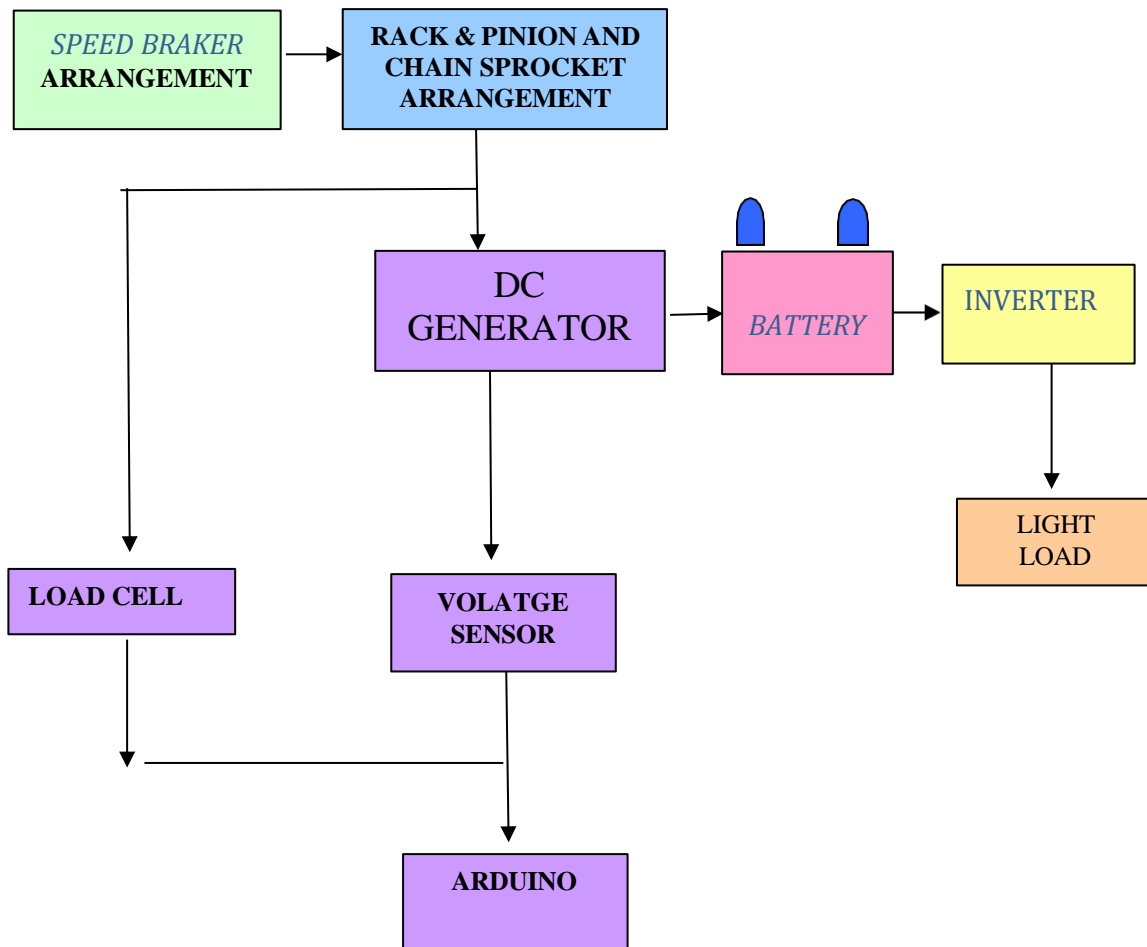 SPEED BRAKER
ARRANGEMENT
RACK & PINION AND
CHAIN SPROCKET
ARRANGEMENT
DC
GENERATOR
BATTERY
INVERTER
LIGHT
LOAD
LOAD CELL
VOLATGE
SENSOR
ARDUINO